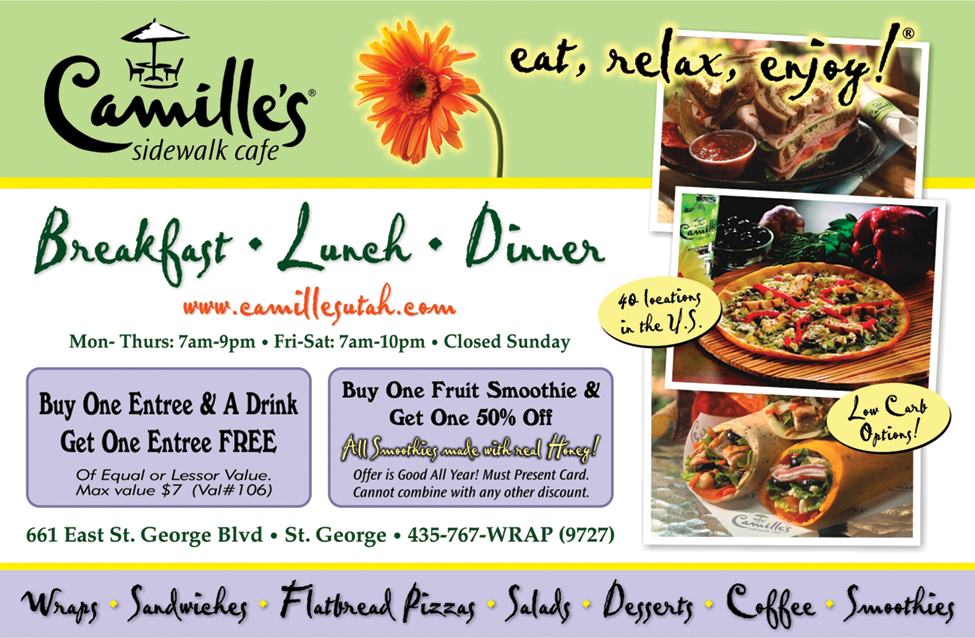 Camille's®
sidewalk cafe
eat, relax, enjoy!®
Breakfast • Lunch • Dinner
www.camillesutah.com
Mon- Thurs: 7am-9pm • Fri-Sat: 7am-10pm • Closed Sunday
40 locations
in the U.S.
Low Carb
Options!
Buy One Entree & A Drink
Get One Entree FREE
Of Equal or Lessor Value.
Max value $7 (Val#106)
Buy One Fruit Smoothie &
Get One 50% Off
All Smoothies made with real Honey!
Offer is Good All Year! Must Present Card.
Cannot combine with any other discount.
Camille's
661 East St. George Blvd • St. George • 435-767-WRAP (9727)
Wraps • Sandwiches • Flatbread Pizzas • Salads • Desserts • Coffee • Smoothies